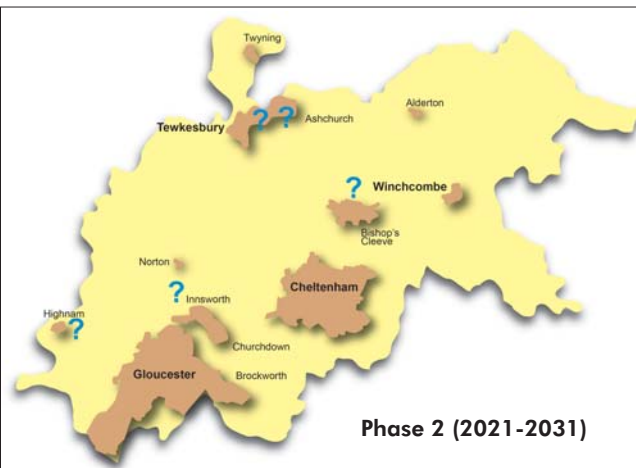 Twyning
Tewkesbury
?
?
Ashchurch
Alderton
?
Winchcombe
Bishop's
Cleeve
Norton
?
Innsworth
Cheltenham
Highnam
?
Churchdown
Gloucester
Brockworth
Phase 2 (2021-2031)